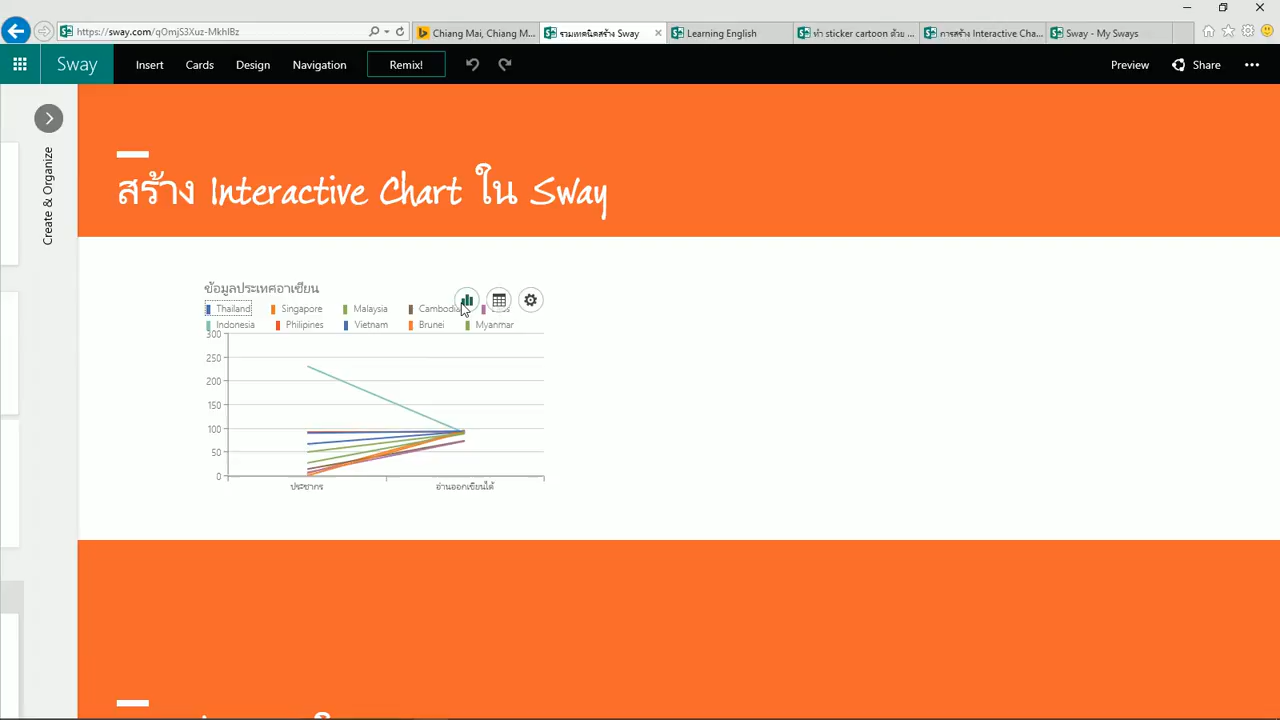 https://sway.com/qOmjS3Xuz-MkhIBz
Chiang Mai, Chiang M...
รวมเทคนิดสร้าง Sway
Learning English
ทำ sticker cartoon ด้วย ...
การสร้าง Interactive Cha...
Sway - My Sways
Sway
Insert
Cards
Design
Navigation
Remix!
Preview
Share
Create & Organize
สร้าง Interactive Chart ใน Sway
ข้อมูลประเทศอาเซียน
Thailand Singapore Malaysia Cambodia
Indonesia Philipines Vietnam Brunei Myanmar
300
250
200
150
100
50
0
ประชากร อ่านออกเขียนได้